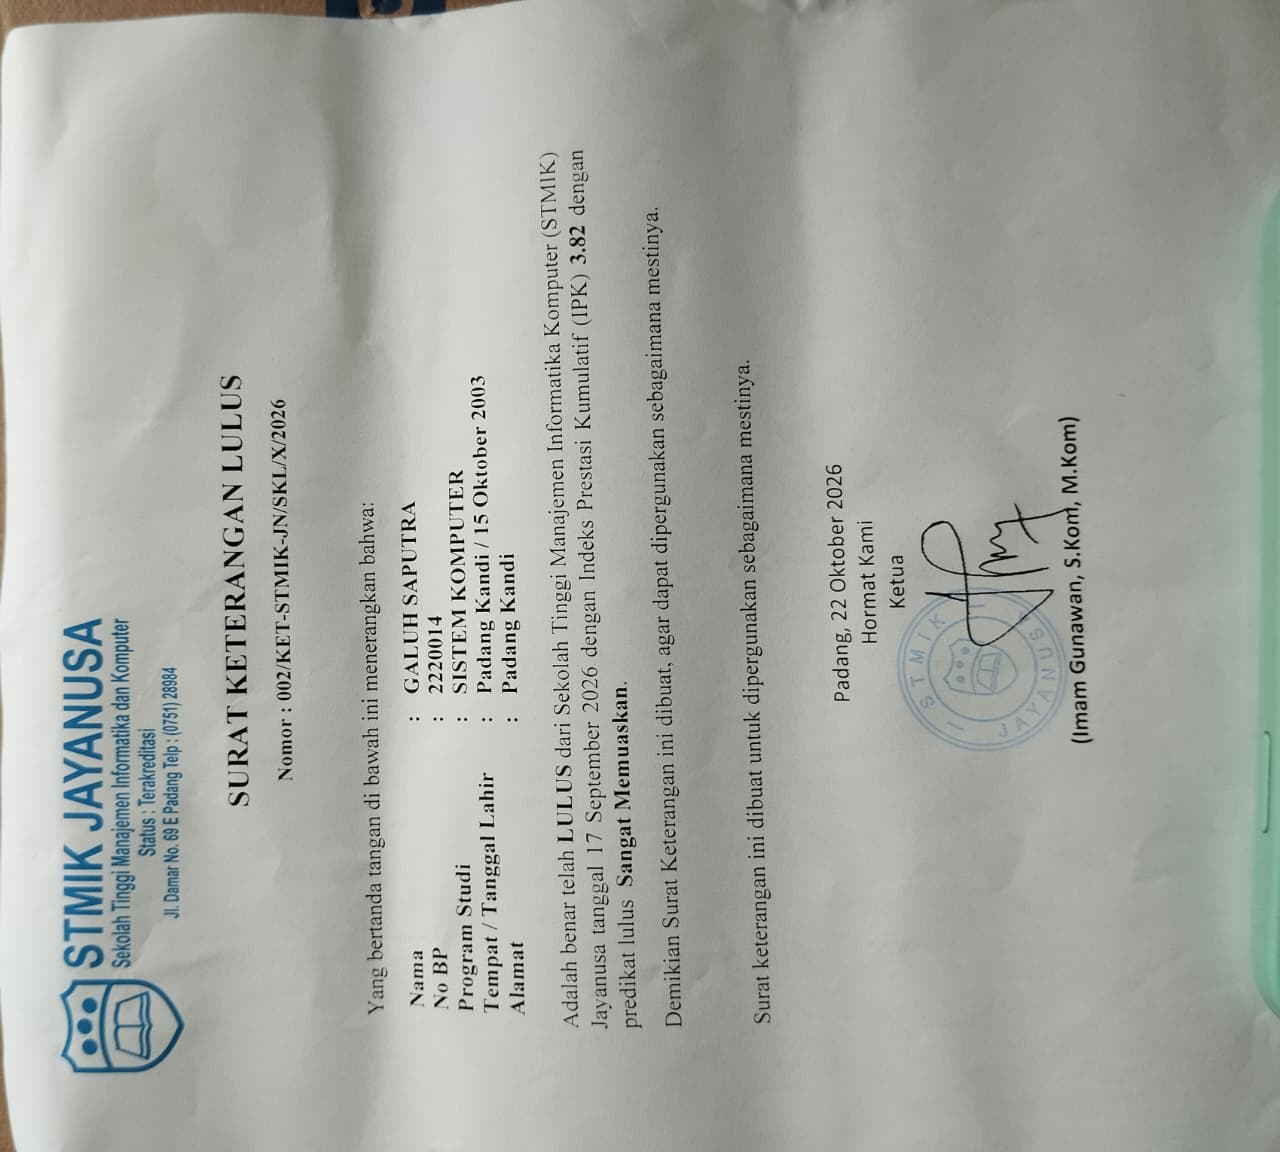 STMIK JAYANUSA
Sekolah Tinggi Manajemen Informatika dan Komputer
Status : Terakreditasi
Jl. Damar No. 69 E Padang Telp : (0751) 28984
SURAT KETERANGAN LULUS
Nomor : 002/KET-STMIK-JN/SKL/X/2026
Yang bertanda tangan di bawah ini menerangkan bahwa:
Nama : GALUH SAPUTRA
No BP : 2220014
Program Studi : SISTEM KOMPUTER
Tempat / Tanggal Lahir : Padang Kandi / 15 Oktober 2003
Alamat : Padang Kandi
Adalah benar telah LULUS dari Sekolah Tinggi Manajemen Informatika Komputer (STMIK)
Jayanusa tanggal 17 September 2026 dengan Indeks Prestasi Kumulatif (IPK) 3.82 dengan
predikat lulus Sangat Memuaskan.
Demikian Surat Keterangan ini dibuat, agar dapat dipergunakan sebagaimana mestinya.
Surat keterangan ini dibuat untuk dipergunakan sebagaimana mestinya.
Padang, 22 Oktober 2026
Hormat Kami
Ketua
STMIK
JAYANUSA
(Imam Gunawan, S.Kom, M.Kom)